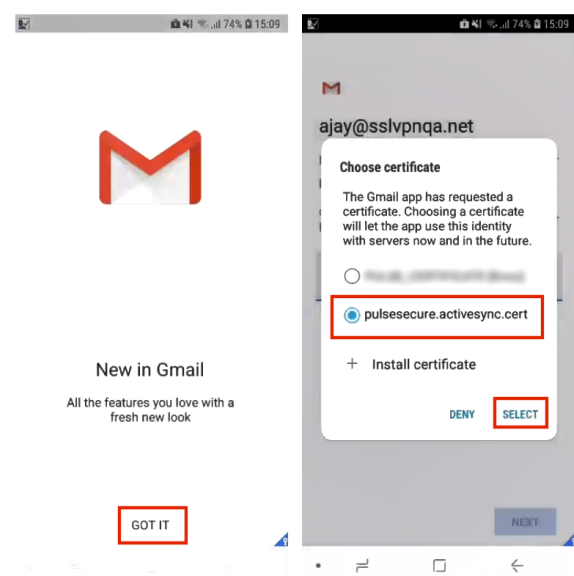 74% 15:09
New in Gmail
All the features you love with a
fresh new look
GOT IT
74% 15:09
ajay@sslvpnqa.net
Choose certificate
The Gmail app has requested a
certificate. Choosing a certificate
will let the app use this identity
with servers now and in the future.
pulsesecure.activesync.cert
+ Install certificate
DENY SELECT
NEXT